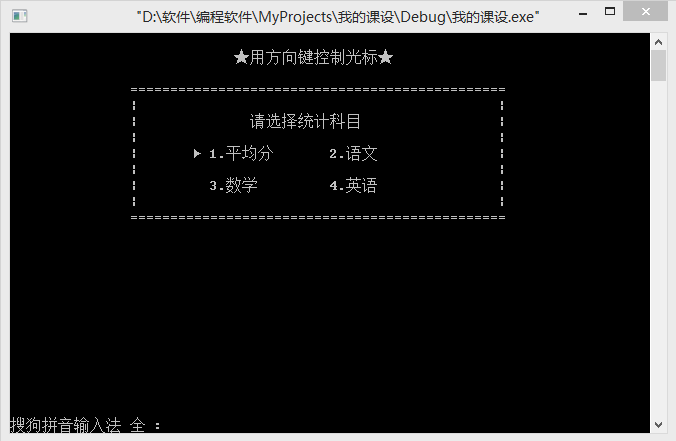 "D:\软件\编程软件\MyProjects\我的课设\Debug\我的课设.exe"
★用方向键控制光标★
===============================================
请选择统计科目
▶ 1.平均分 2.语文
3.数学 4.英语
===============================================
搜狗拼音输入法 全 :